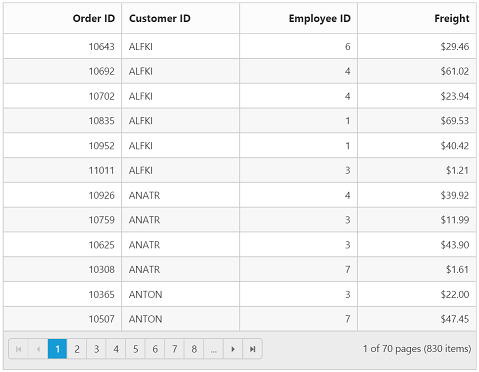 Order ID Customer ID Employee ID Freight
10643 ALFKI 6 $29.46
10692 ALFKI 4 $61.02
10702 ALFKI 4 $23.94
10835 ALFKI 1 $69.53
10952 ALFKI 1 $40.42
11011 ALFKI 3 $1.21
10926 ANATR 4 $39.92
10759 ANATR 3 $11.99
10625 ANATR 3 $43.90
10308 ANATR 7 $1.61
10365 ANTON 3 $22.00
10507 ANTON 7 $47.45
1 2 3 4 5 6 7 8 ... 1 of 70 pages (830 items)